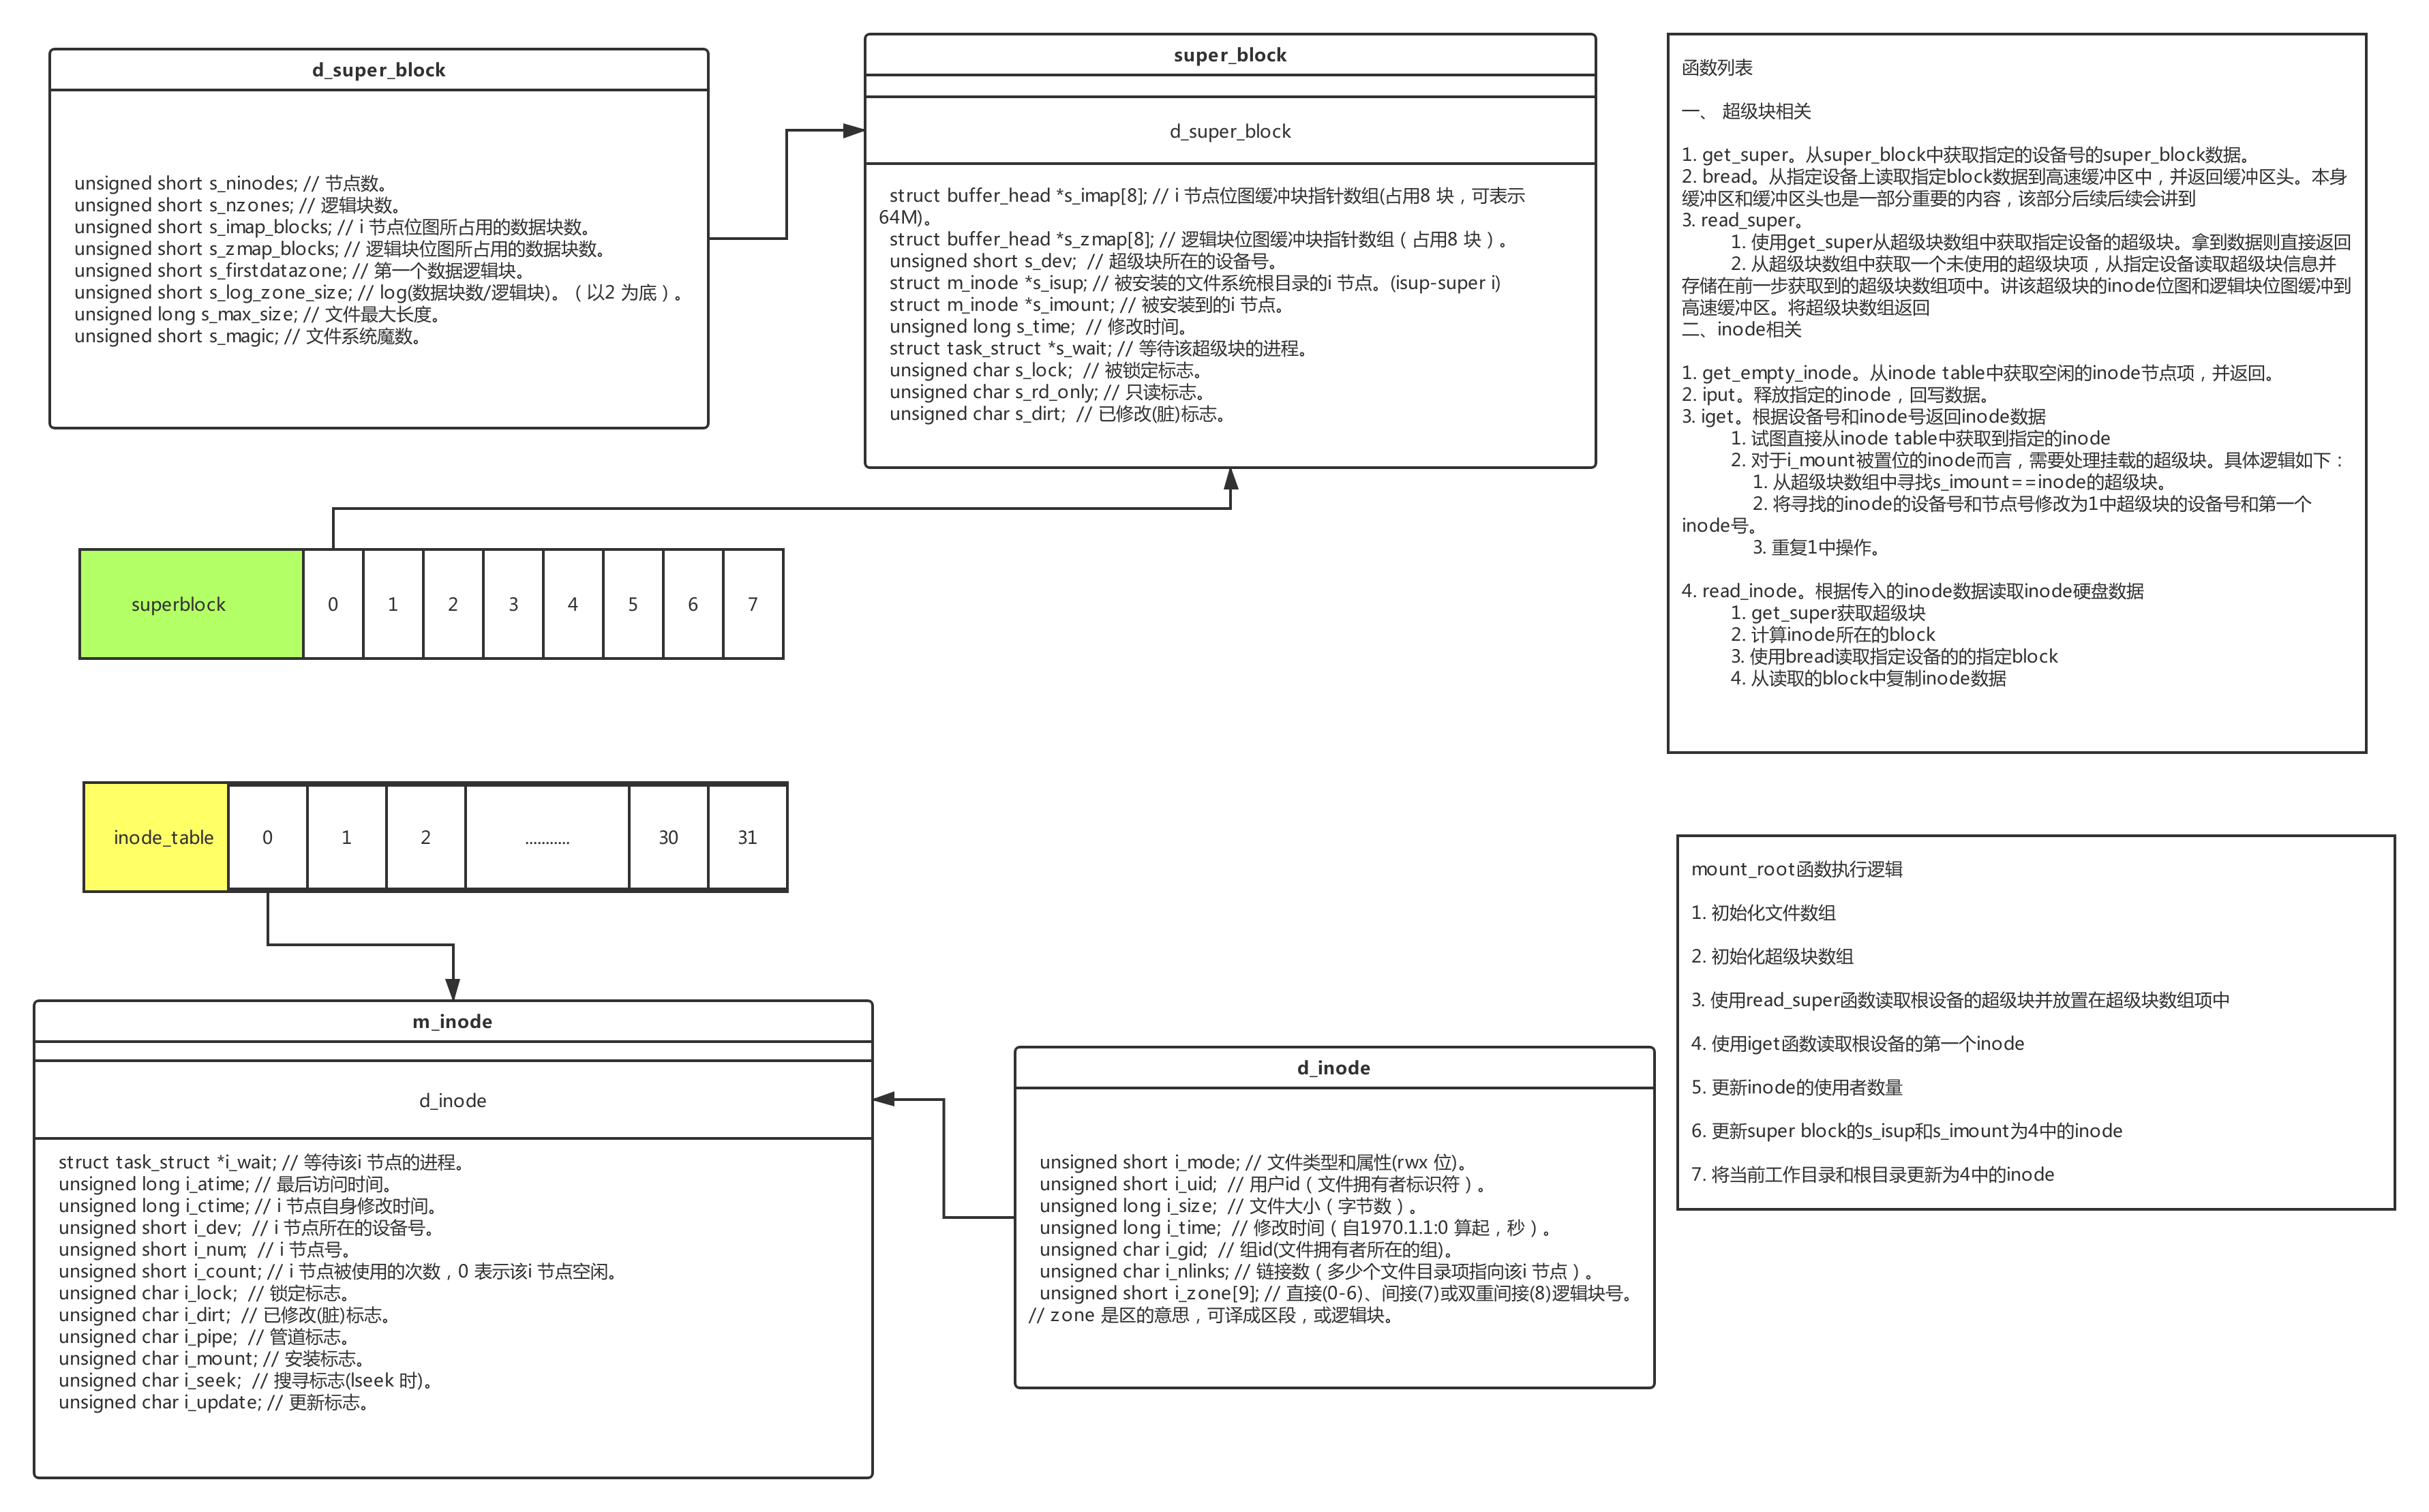 d_super_block
unsigned short s_ninodes; // 节点数。
unsigned short s_nzones; // 逻辑块数。
unsigned short s_imap_blocks; // i 节点位图所占用的数据块数。
unsigned short s_zmap_blocks; // 逻辑块位图所占用的数据块数。
unsigned short s_firstdatazone; // 第一个数据逻辑块。
unsigned short s_log_zone_size; // log(数据块数/逻辑块)。（以2 为底）。
unsigned long s_max_size; // 文件最大长度。
unsigned short s_magic; // 文件系统魔数。
super_block
d_super_block
struct buffer_head *s_imap[8]; // i 节点位图缓冲块指针数组(占用8 块，可表示
64M)。
struct buffer_head *s_zmap[8]; // 逻辑块位图缓冲块指针数组（占用8 块）。
unsigned short s_dev;  // 超级块所在的设备号。
struct m_inode *s_isup; // 被安装的文件系统根目录的i 节点。(isup-super i)
struct m_inode *s_imount; // 被安装到的i 节点。
unsigned long s_time;  // 修改时间。
struct task_struct *s_wait; // 等待该超级块的进程。
unsigned char s_lock;  // 被锁定标志。
unsigned char s_rd_only; // 只读标志。
unsigned char s_dirt;  // 已修改(脏)标志。
函数列表
一、 超级块相关
1. get_super。从super_block中获取指定的设备号的super_block数据。
2. bread。从指定设备上读取指定block数据到高速缓冲区中，并返回缓冲区头。本身
缓冲区和缓冲区头也是一部分重要的内容，该部分后续后续会讲到
3. read_super。
1. 使用get_super从超级块数组中获取指定设备的超级块。拿到数据则直接返回
2. 从超级块数组中获取一个未使用的超级块项，从指定设备读取超级块信息并
存储在前一步获取到的超级块数组项中。讲该超级块的inode位图和逻辑块位图缓冲到
高速缓冲区。将超级块数组返回
二、inode相关
1. get_empty_inode。从inode table中获取空闲的inode节点项，并返回。
2. iput。释放指定的inode，回写数据。
3. iget。根据设备号和inode号返回inode数据
1. 试图直接从inode table中获取到指定的inode
2. 对于i_mount被置位的inode而言，需要处理挂载的超级块。具体逻辑如下：
1. 从超级块数组中寻找s_imount==inode的超级块。
2. 将寻找的inode的设备号和节点号修改为1中超级块的设备号和第一个
inode号。
3. 重复1中操作。
4. read_inode。根据传入的inode数据读取inode硬盘数据
1. get_super获取超级块
2. 计算inode所在的block
3. 使用bread读取指定设备的的指定block
4. 从读取的block中复制inode数据
superblock 0 1 2 3 4 5 6 7
inode_table 0 1 2 ........... 30 31
m_inode
d_inode
struct task_struct *i_wait; // 等待该i 节点的进程。
unsigned long i_atime; // 最后访问时间。
unsigned long i_ctime; // i 节点自身修改时间。
unsigned short i_dev;  // i 节点所在的设备号。
unsigned short i_num;  // i 节点号。
unsigned short i_count; // i 节点被使用的次数，0 表示该i 节点空闲。
unsigned char i_lock;  // 锁定标志。
unsigned char i_dirt;  // 已修改(脏)标志。
unsigned char i_pipe;  // 管道标志。
unsigned char i_mount; // 安装标志。
unsigned char i_seek;  // 搜寻标志(lseek 时)。
unsigned char i_update; // 更新标志。
d_inode
unsigned short i_mode; // 文件类型和属性(rwx 位)。
unsigned short i_uid;  // 用户id（文件拥有者标识符）。
unsigned long i_size;  // 文件大小（字节数）。
unsigned long i_time;  // 修改时间（自1970.1.1:0 算起，秒）。
unsigned char i_gid;  // 组id(文件拥有者所在的组)。
unsigned char i_nlinks; // 链接数（多少个文件目录项指向该i 节点）。
unsigned short i_zone[9]; // 直接(0-6)、间接(7)或双重间接(8)逻辑块号。
// zone 是区的意思，可译成区段，或逻辑块。
mount_root函数执行逻辑
1. 初始化文件数组
2. 初始化超级块数组
3. 使用read_super函数读取根设备的超级块并放置在超级块数组项中
4. 使用iget函数读取根设备的第一个inode
5. 更新inode的使用者数量
6. 更新super block的s_isup和s_imount为4中的inode
7. 将当前工作目录和根目录更新为4中的inode